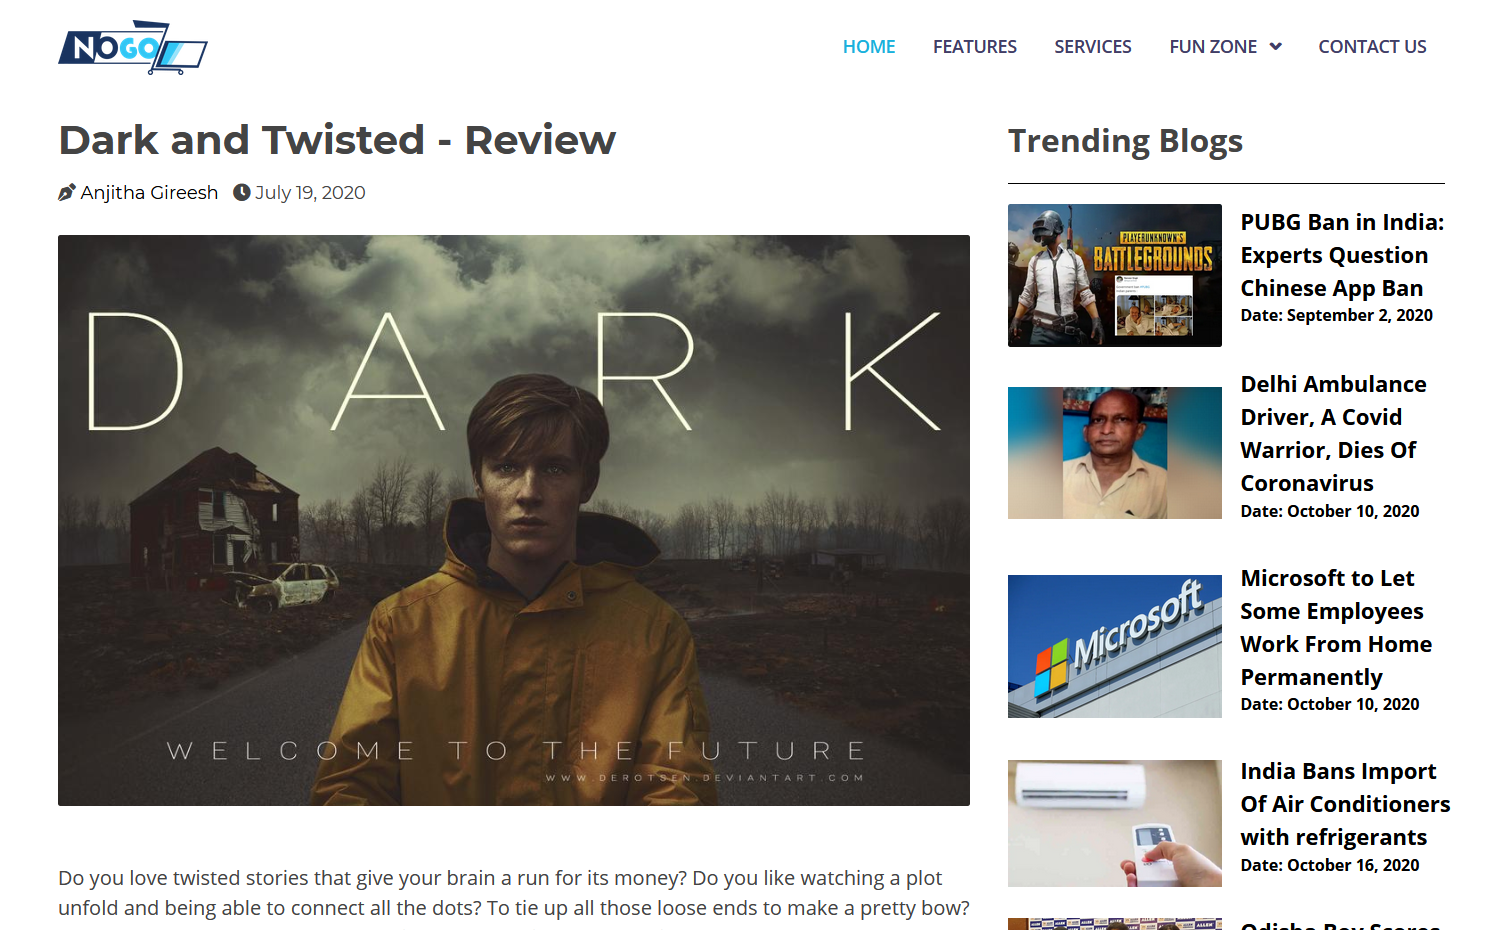 NOGO
HOME
FEATURES
SERVICES
FUN ZONE
CONTACT US
Dark and Twisted - Review
Anjitha Gireesh
July 19, 2020
DARK
WELCOME TO THE FUTURE
WWW.DEROTSEN.DEVIANTART.COM
Do you love twisted stories that give your brain a run for its money? Do you like watching a plot
unfold and being able to connect all the dots? To tie up all those loose ends to make a pretty bow?
Trending Blogs
PLAYERUNKNOWN'S
BATTLEGROUNDS
PUBG Ban in India:
Experts Question
Chinese App Ban
Date: September 2, 2020
Delhi Ambulance
Driver, A Covid
Warrior, Dies Of
Coronavirus
Date: October 10, 2020
Microsoft
Microsoft to Let
Some Employees
Work From Home
Permanently
Date: October 10, 2020
India Bans Import
Of Air Conditioners
with refrigerants
Date: October 16, 2020
ALLEN
Odisha Boy Scores